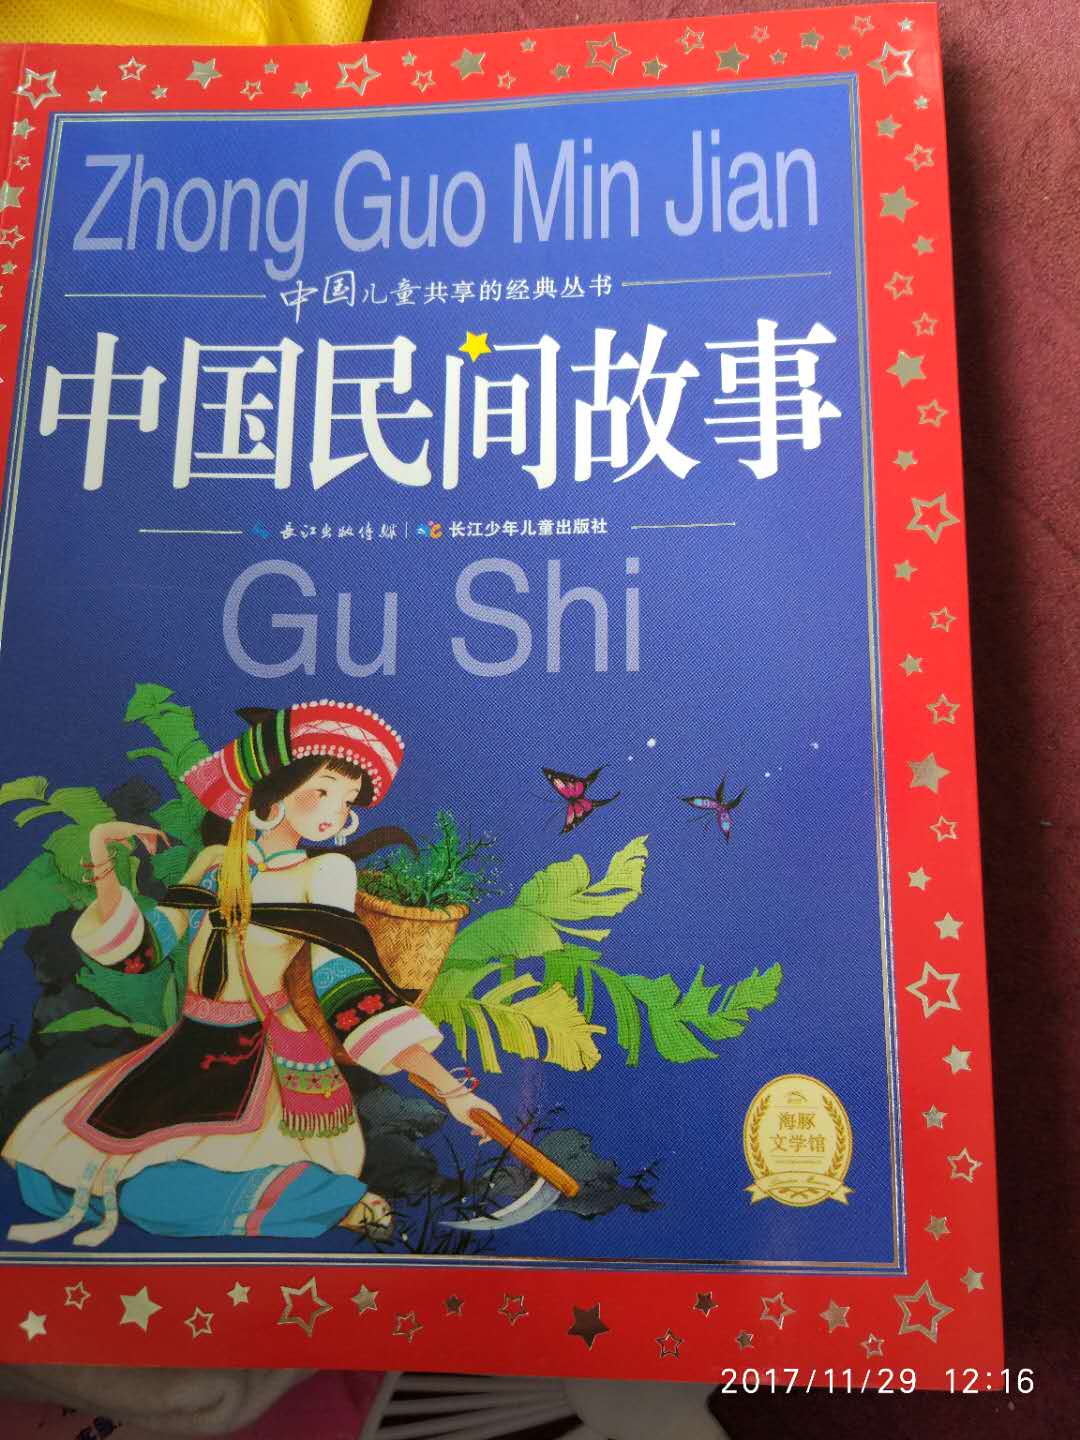 Zhong Guo Min Jian
中国儿童共享的经典丛书
中国民间故事
长江出版传媒 长江少年儿童出版社
Gu Shi
海豚
文学馆
2017/11/29 12:16